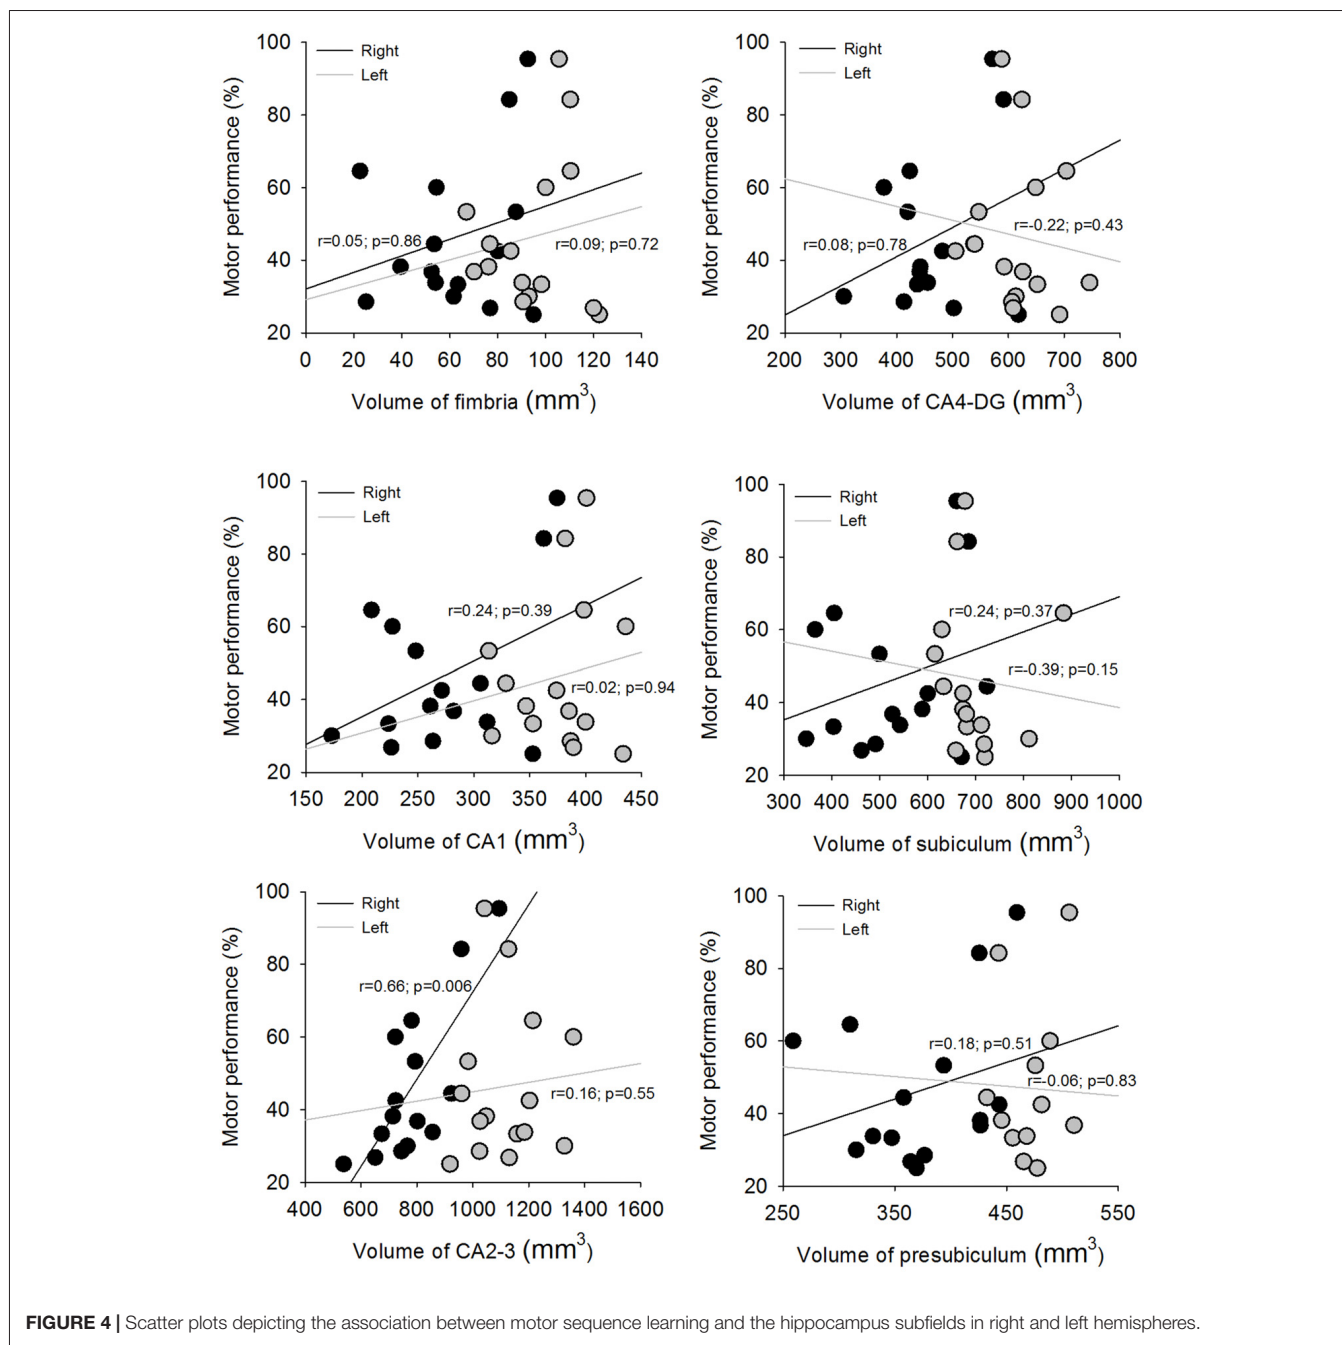 100
80
60
40
20
Motor performance (%)
Right
Left
r=0.05; p=0.86
r=0.09; p=0.72
0 20 40 60 80 100 120 140
Volume of fimbria (mm³)
100
80
60
40
20
Motor performance (%)
Right
Left
r=0.08; p=0.78
r=-0.22; p=0.43
200 300 400 500 600 700 800
Volume of CA4-DG (mm³)
100
80
60
40
20
Motor performance (%)
Right
Left
r=0.24; p=0.39
r=0.02; p=0.94
150 200 250 300 350 400 450
Volume of CA1 (mm³)
100
80
60
40
20
Motor performance (%)
Right
Left
r=0.24; p=0.37
r=-0.39; p=0.15
300 400 500 600 700 800 900 1000
Volume of subiculum (mm³)
100
80
60
40
20
Motor performance (%)
Right
Left
r=0.66; p=0.006
r=0.16; p=0.55
400 600 800 1000 1200 1400 1600
Volume of CA2-3 (mm³)
100
80
60
40
20
Motor performance (%)
Right
Left
r=0.18; p=0.51
r=-0.06; p=0.83
250 350 450 550
Volume of presubiculum (mm³)
FIGURE 4 | Scatter plots depicting the association between motor sequence learning and the hippocampus subfields in right and left hemispheres.